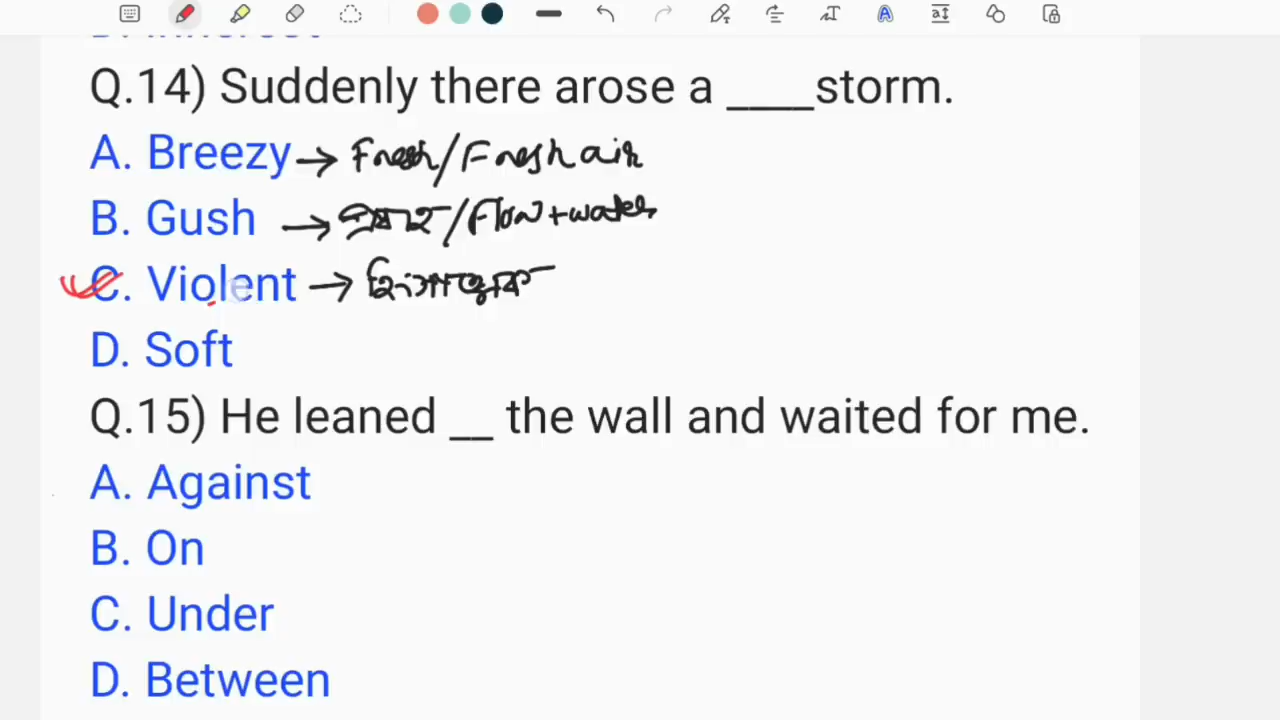 Q.14) Suddenly there arose a ____storm.
A. Breezy → Fresh/Fresh air
B. Gush → /Flow+water
C. Violent → हिंसात्मक
D. Soft
Q.15) He leaned __ the wall and waited for me.
A. Against
B. On
C. Under
D. Between